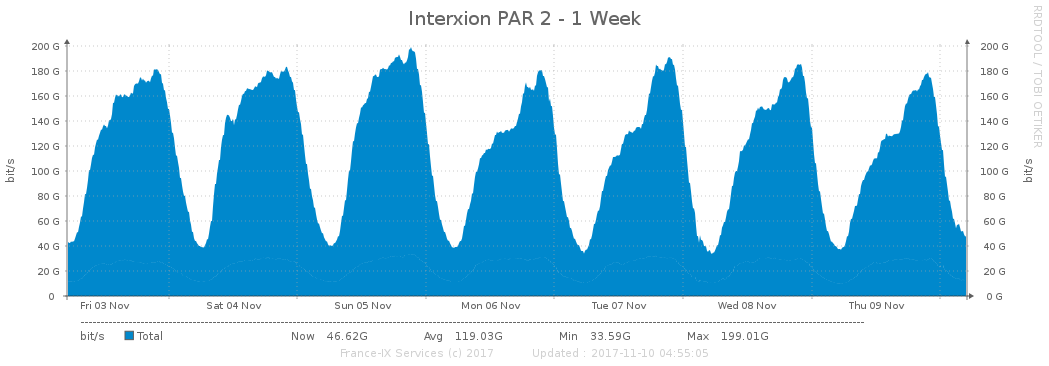 Interxion PAR 2 - 1 Week
RRDTOOL / TOBI OETIKER
bit/s
200 G 200 G
180 G 180 G
160 G 160 G
140 G 140 G
120 G 120 G
100 G 100 G
80 G 80 G
60 G 60 G
40 G 40 G
20 G 20 G
0 0 G
bit/s
Fri 03 Nov Sat 04 Nov Sun 05 Nov Mon 06 Nov Tue 07 Nov Wed 08 Nov Thu 09 Nov
bit/s Total Now 46.62G Avg 119.03G Min 33.59G Max 199.01G
France-IX Services (c) 2017 Updated : 2017-11-10 04:55:05